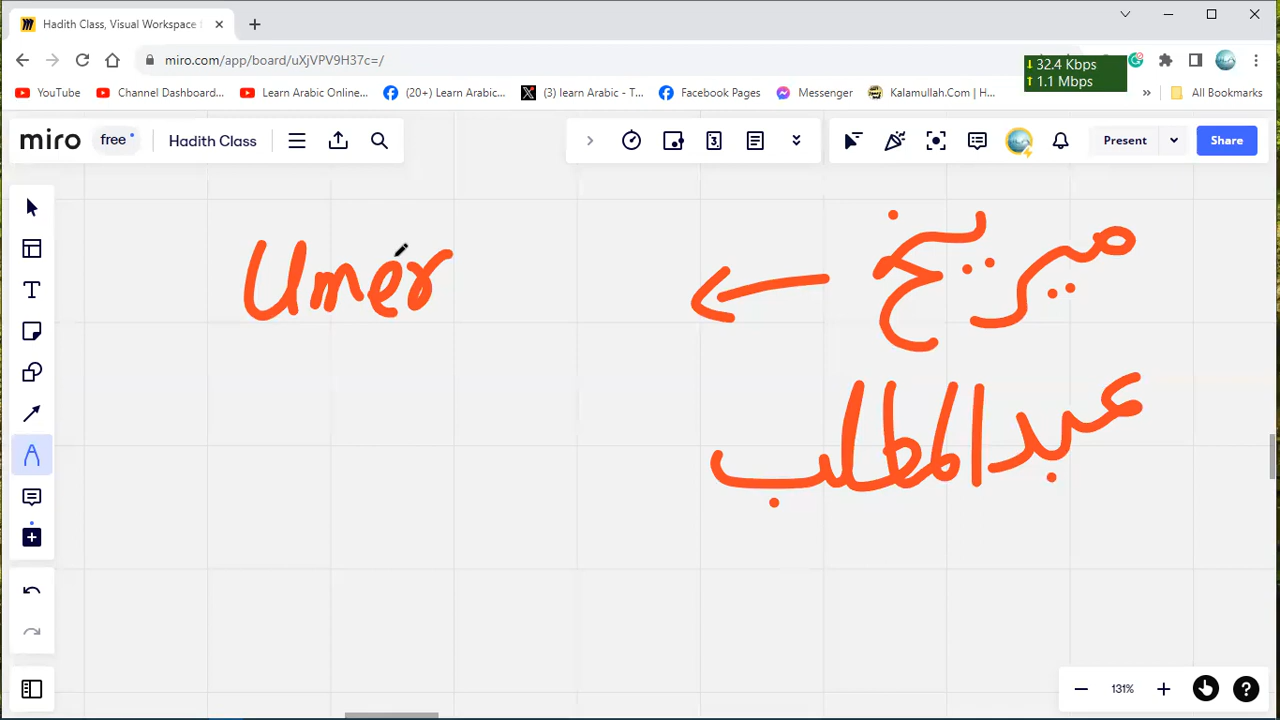 Hadith Class, Visual Workspace
miro.com/app/board/uXjVPV9H37c=/
32.4 Kbps
1.1 Mbps
YouTube
Channel Dashboard...
Learn Arabic Online...
(20+) Learn Arabic...
(3) learn Arabic - T...
Facebook Pages
Messenger
Kalamullah.Com | H...
»
All Bookmarks
miro free Hadith Class
3
Present
Share
Umer ← ميريخ
عبدالمطلب
131%